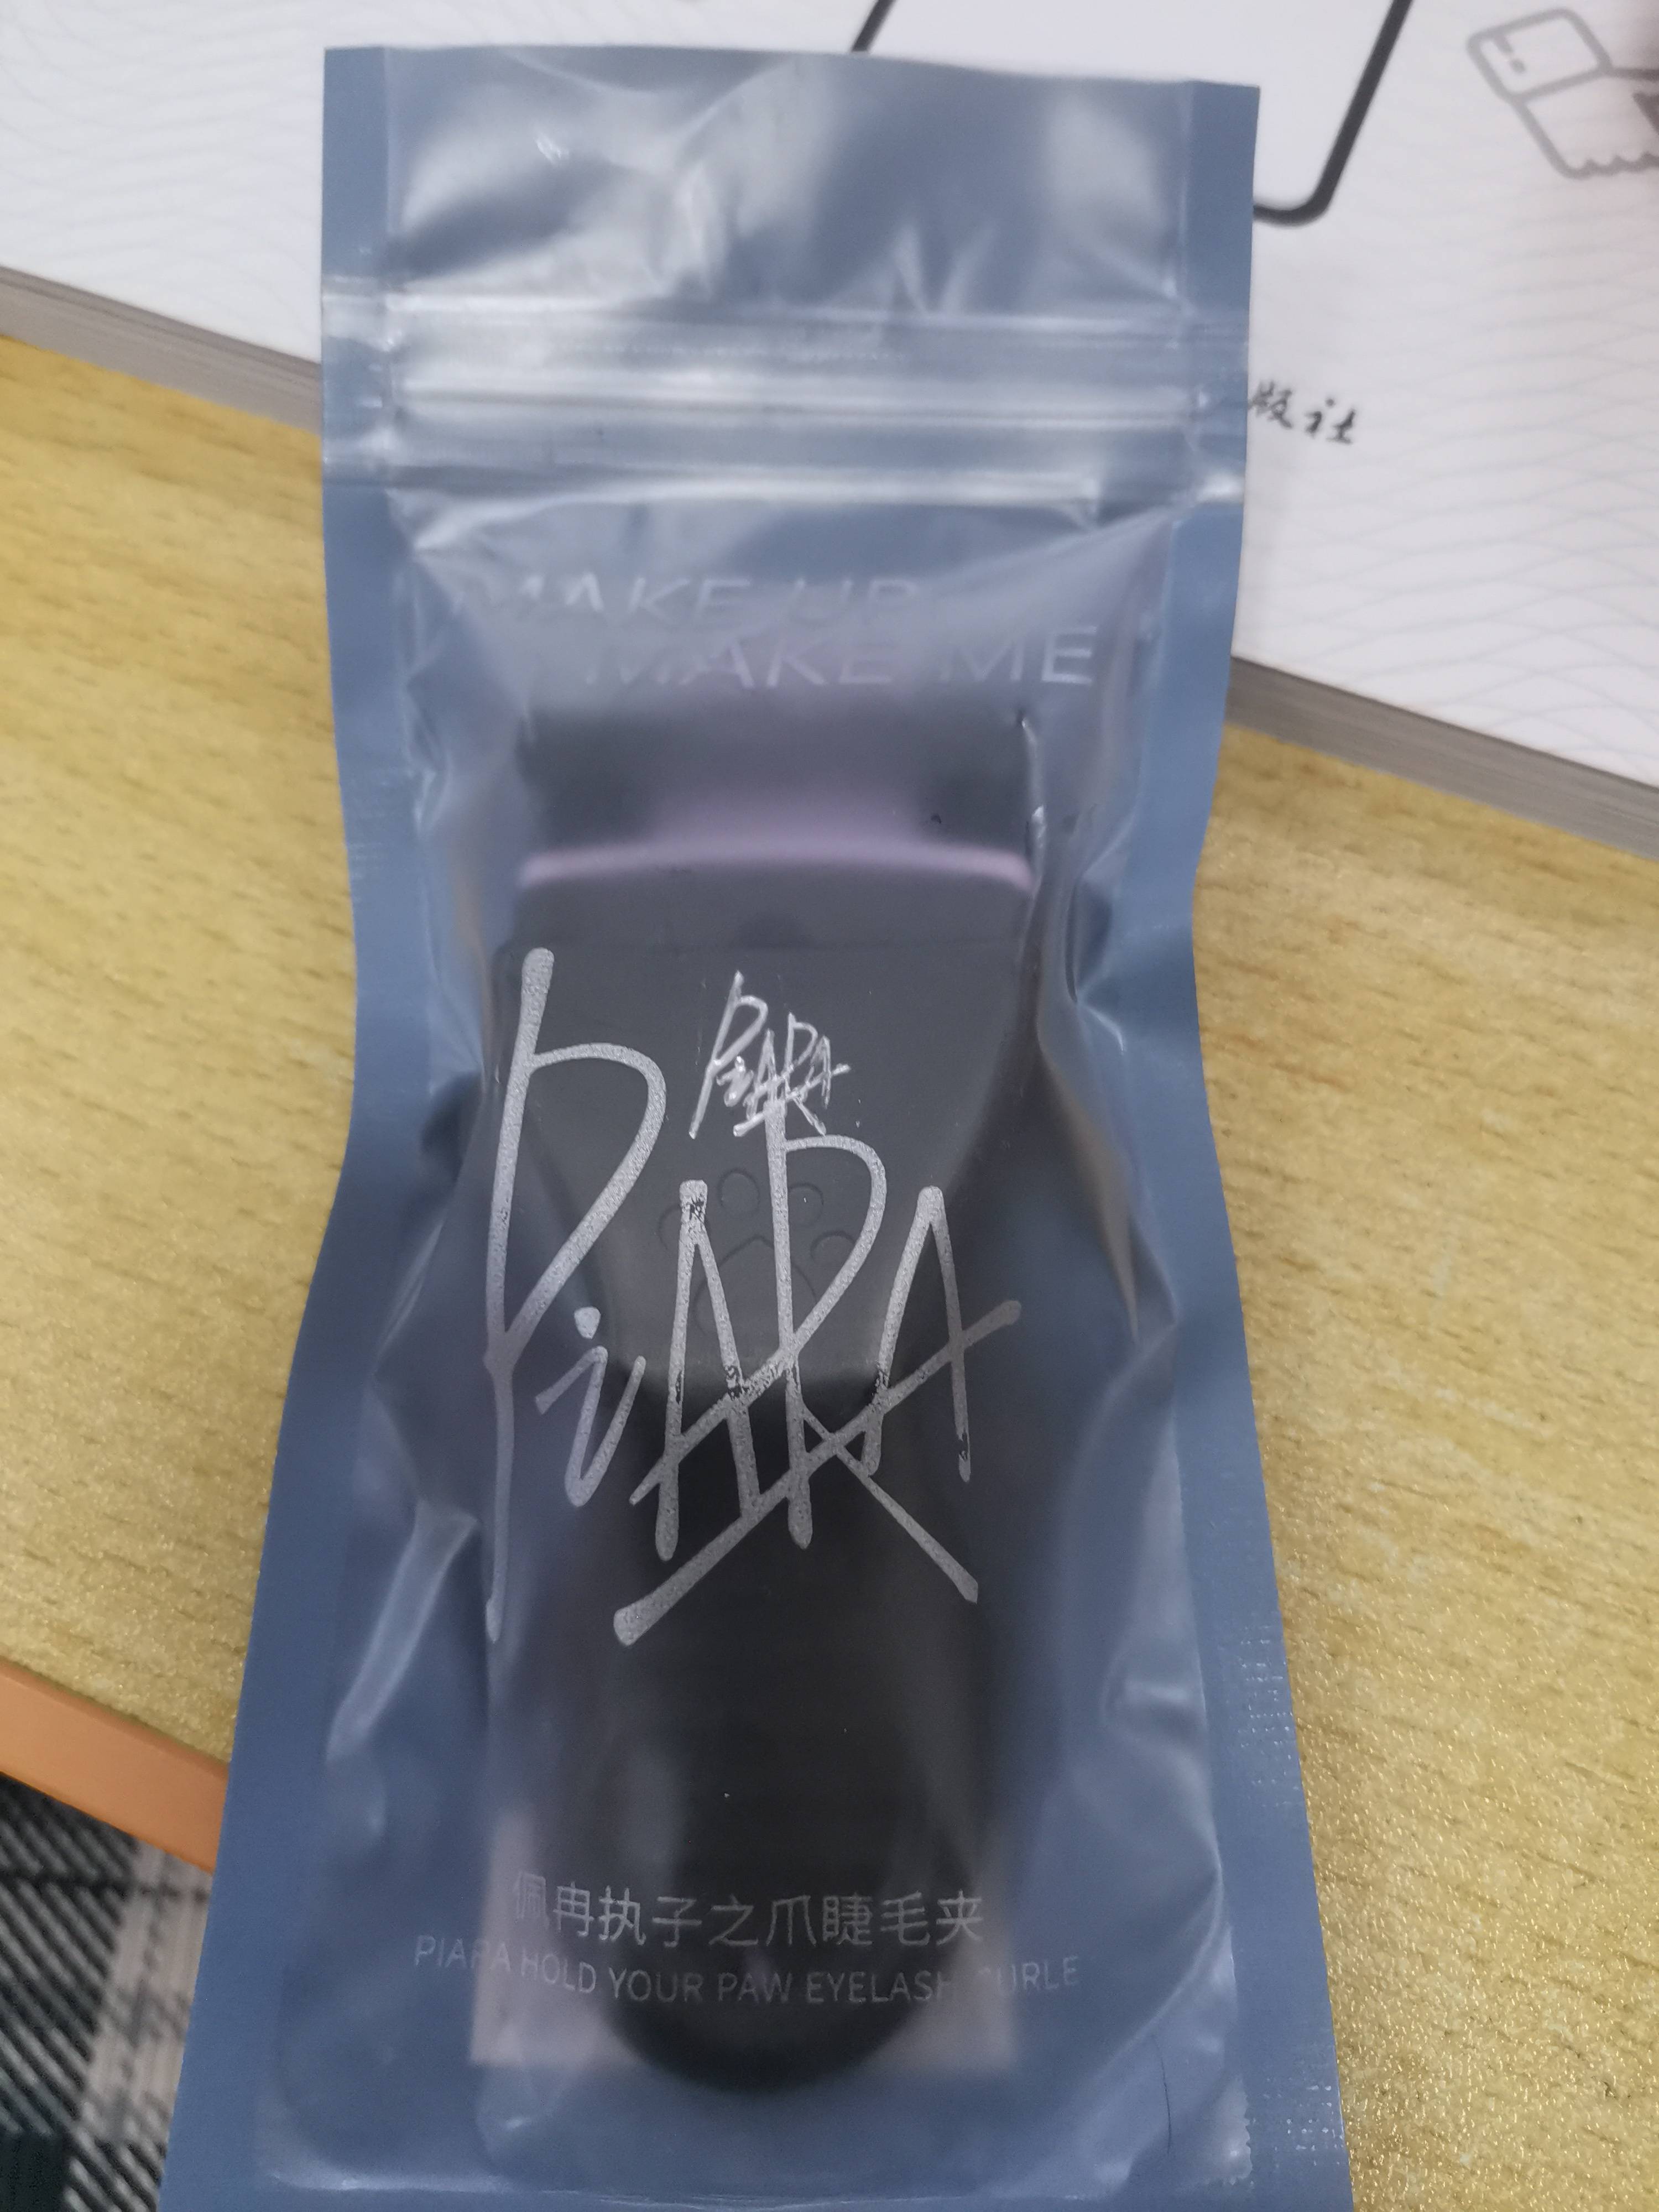 版社
MAKE UP
MAKE ME
PiARA
PiARA
佩冉执子之爪睫毛夹
PIARA HOLD YOUR PAW EYELASH CURLE